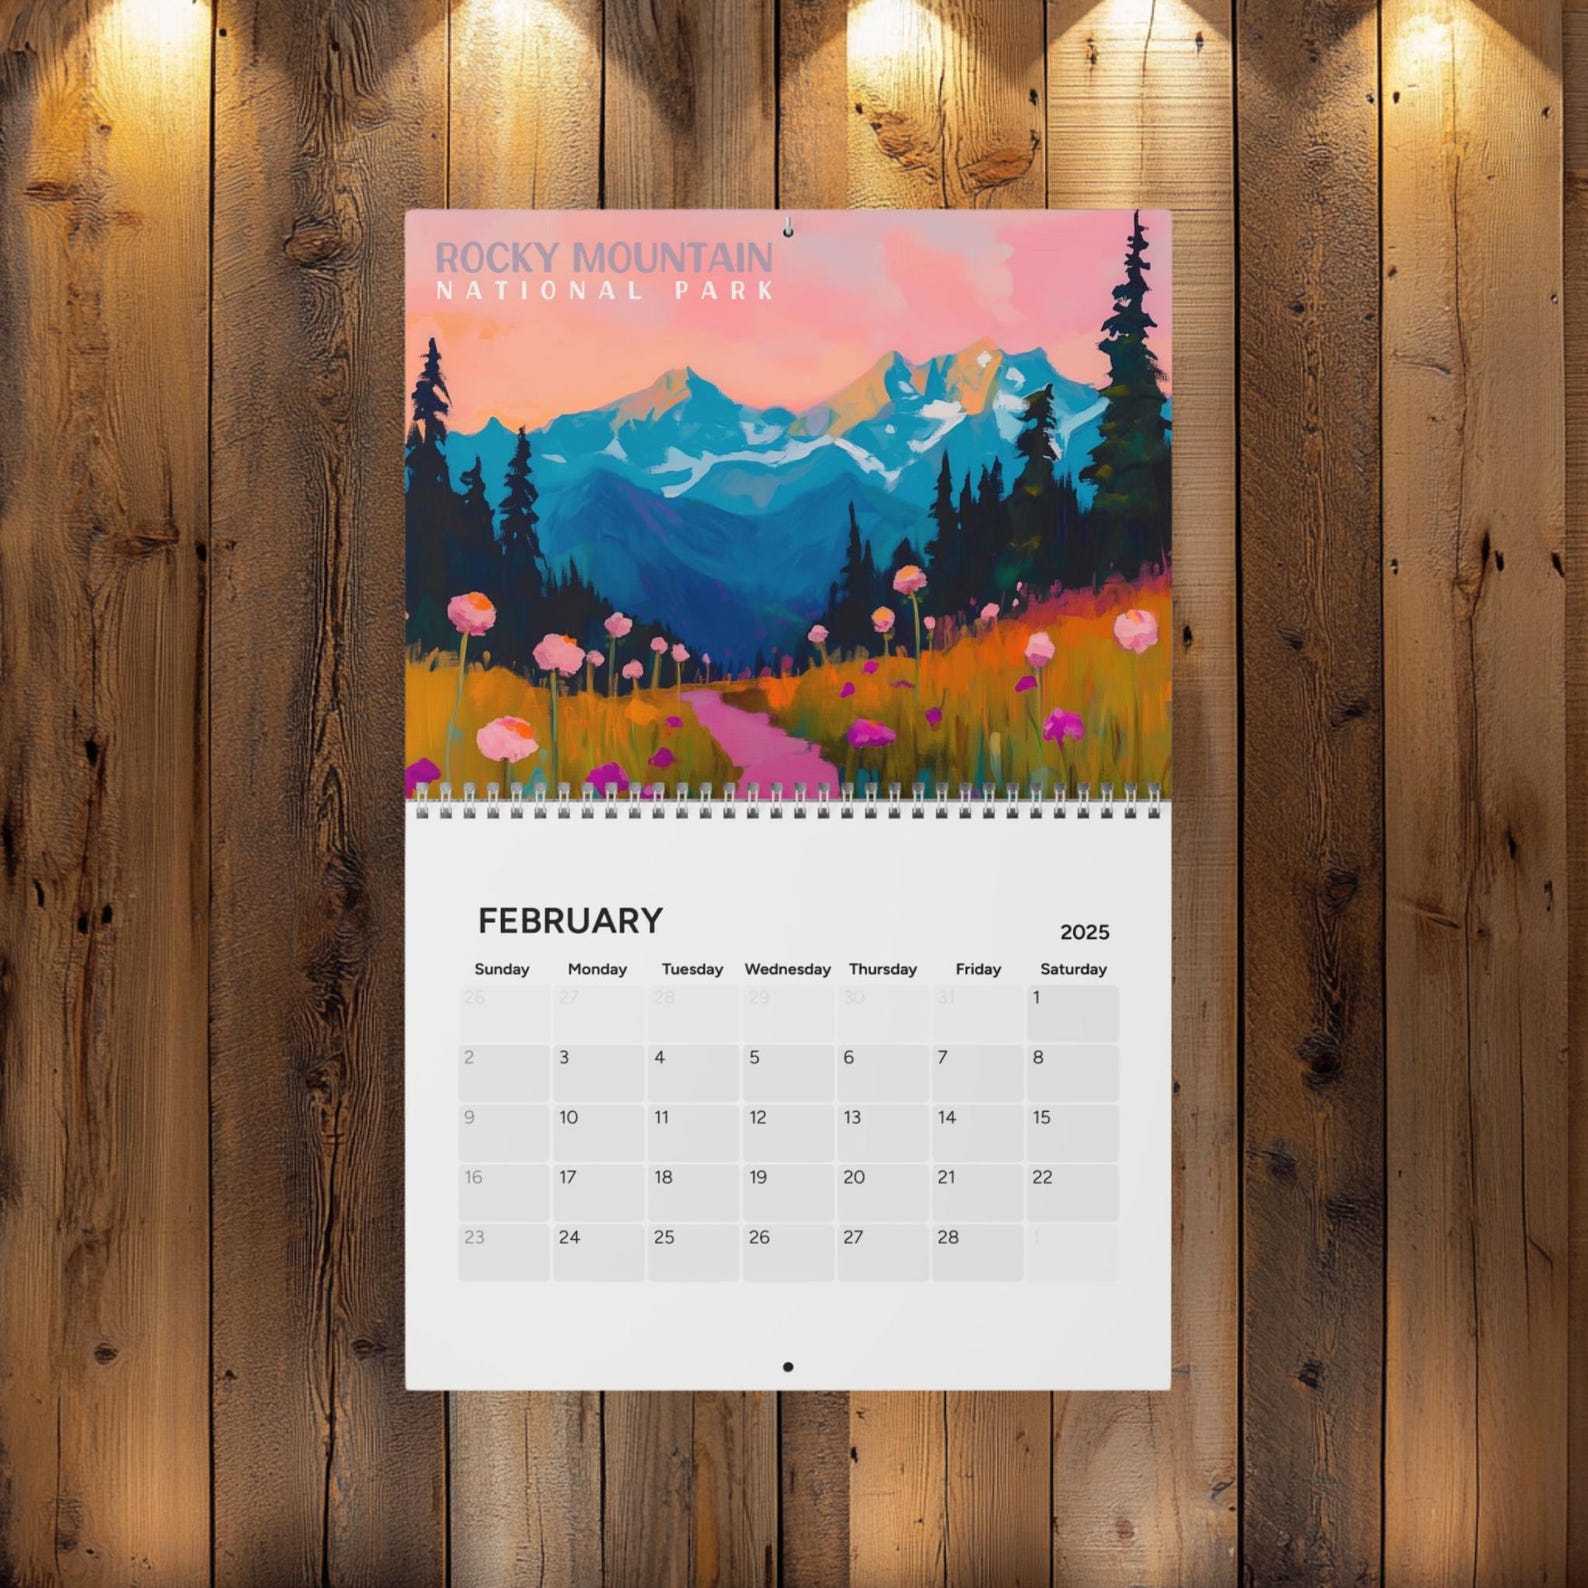 ROCKY MOUNTAIN
NATIONAL PARK
FEBRUARY
2025
Sunday Monday Tuesday Wednesday Thursday Friday Saturday
26 27 28 29 30 31 1
2 3 4 5 6 7 8
9 10 11 12 13 14 15
16 17 18 19 20 21 22
23 24 25 26 27 28 1